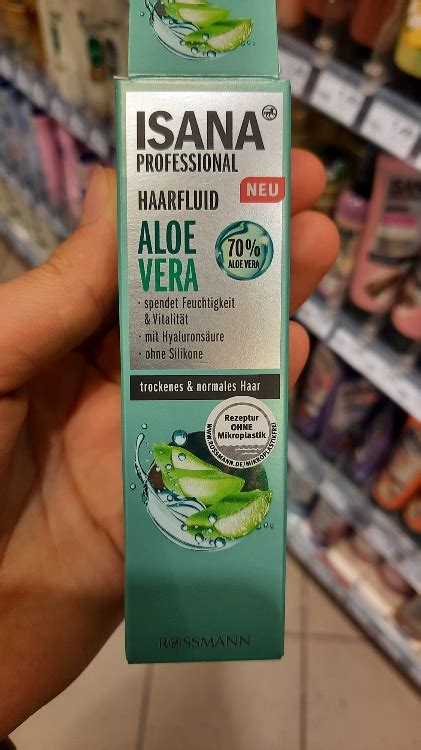 ISANA
PROFESSIONAL
HAARFLUID
NEU
ALOE
VERA
70%
ALOE VERA
· spendet Feuchtigkeit
& Vitalität
· mit Hyaluronsäure
· ohne Silikone
trockenes & normales Haar
Rezeptur
OHNE
Mikroplastik
WWW.ROSSMANN.DE/MIKROPLASTIKFREI
ROSSMANN